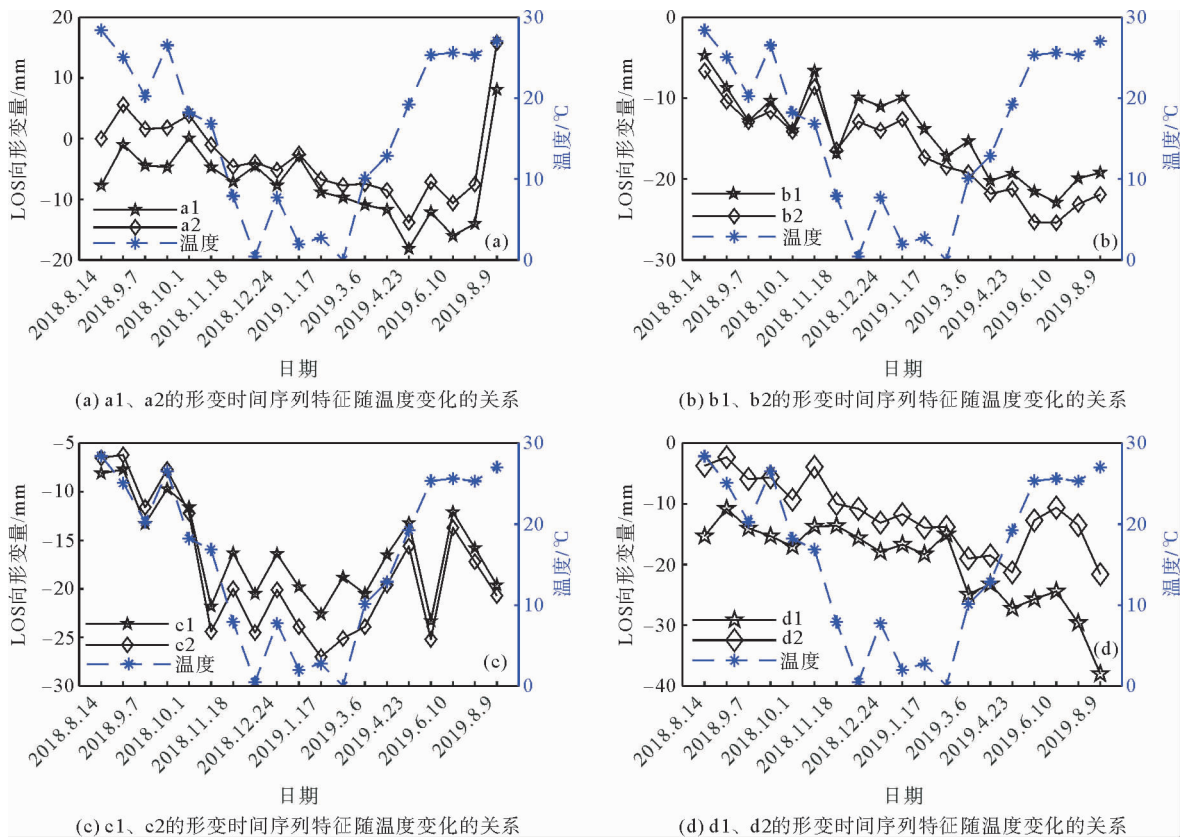 20
10
0
−10
−20
LOS向形变量/mm
30
20
10
0
温度/℃
a1
a2
温度
(a)
2018.8.14
2018.9.7
2018.10.1
2018.11.18
2018.12.24
2019.1.17
2019.3.6
2019.4.23
2019.6.10
2019.8.9
日期
(a) a1、a2的形变时间序列特征随温度变化的关系
0
−10
−20
−30
LOS向形变量/mm
30
20
10
0
温度/℃
b1
b2
温度
(b)
2018.8.14
2018.9.7
2018.10.1
2018.11.18
2018.12.24
2019.1.17
2019.3.6
2019.4.23
2019.6.10
2019.8.9
日期
(b) b1、b2的形变时间序列特征随温度变化的关系
−5
−10
−15
−20
−25
−30
LOS向形变量/mm
30
20
10
0
温度/℃
c1
c2
温度
(c)
2018.8.14
2018.9.7
2018.10.1
2018.11.18
2018.12.24
2019.1.17
2019.3.6
2019.4.23
2019.6.10
2019.8.9
日期
(c) c1、c2的形变时间序列特征随温度变化的关系
0
−10
−20
−30
−40
LOS向形变量/mm
30
20
10
0
温度/℃
d1
d2
温度
(d)
2018.8.14
2018.9.7
2018.10.1
2018.11.18
2018.12.24
2019.1.17
2019.3.6
2019.4.23
2019.6.10
2019.8.9
日期
(d) d1、d2的形变时间序列特征随温度变化的关系